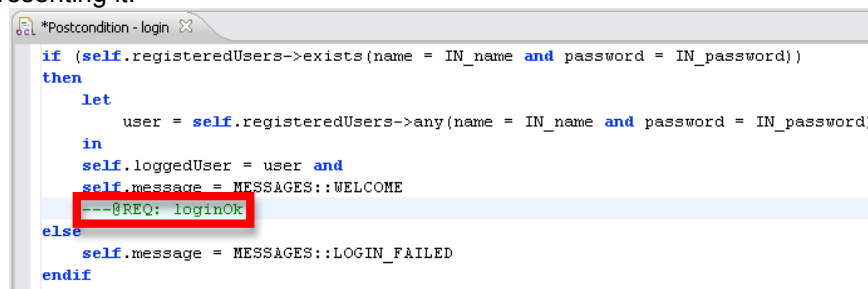 resenting it.
*Postcondition - login
if (self.registeredUsers->exists(name = IN_name and password = IN_password))
then
let
user = self.registeredUsers->any(name = IN_name and password = IN_password)
in
self.loggedUser = user and
self.message = MESSAGES::WELCOME
---@REQ: loginOk
else
self.message = MESSAGES::LOGIN_FAILED
endif